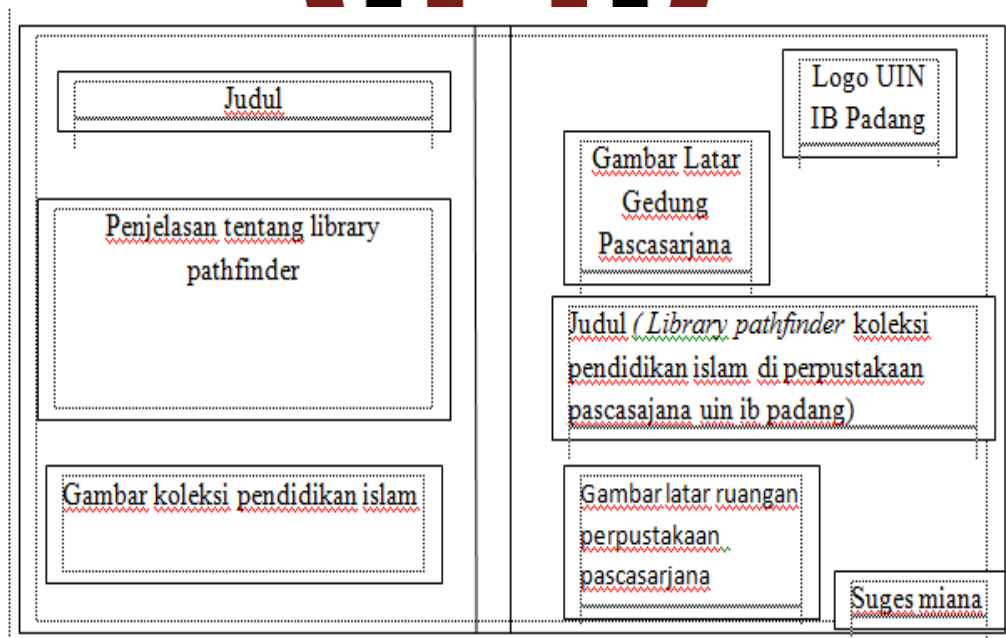 Judul
Penjelasan tentang library
pathfinder
Gambar koleksi pendidikan islam
Logo UIN
IB Padang
Gambar Latar
Gedung
Pascasarjana
Judul ( Library pathfinder koleksi
pendidikan islam di perpustakaan
pascasajana uin ib padang)
Gambar latar ruangan
perpustakaan
pascasarjana
Suges miana